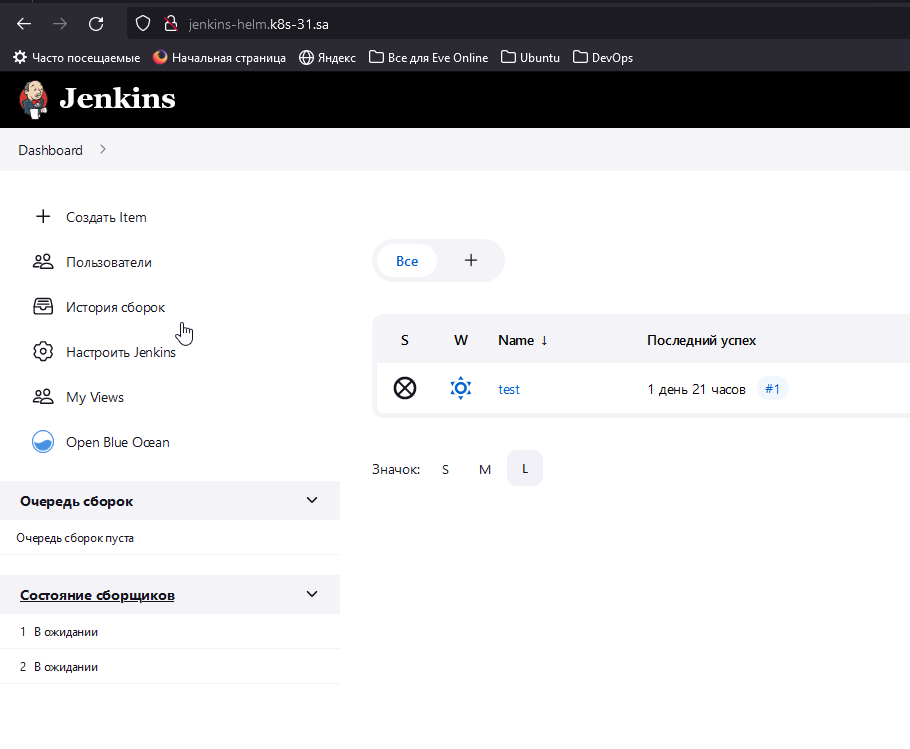 jenkins-helm.k8s-31.sa
Часто посещаемые Начальная страница Яндекс Все для Eve Online Ubuntu DevOps
Jenkins
Dashboard
Создать Item
Пользователи
История сборок
Настроить Jenkins
My Views
Open Blue Ocean
Очередь сборок
Очередь сборок пуста
Состояние сборщиков
1 В ожидании
2 В ожидании
Все +
S W Name ↓ Последний успех
test 1 день 21 часов #1
Значок: S M L